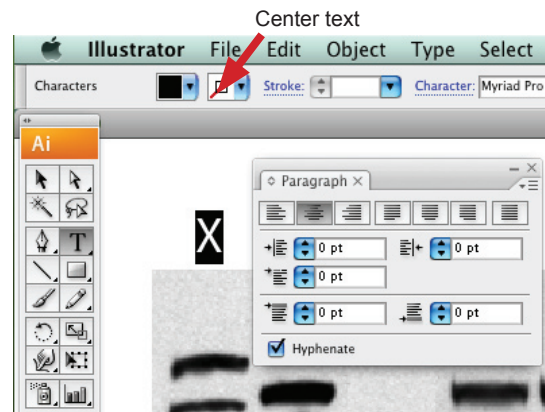 Center text
Illustrator File Edit Object Type Select
Characters Stroke: Character: Myriad Pro
Ai
Paragraph
T
X
0 pt 0 pt
0 pt
0 pt 0 pt
Hyphenate